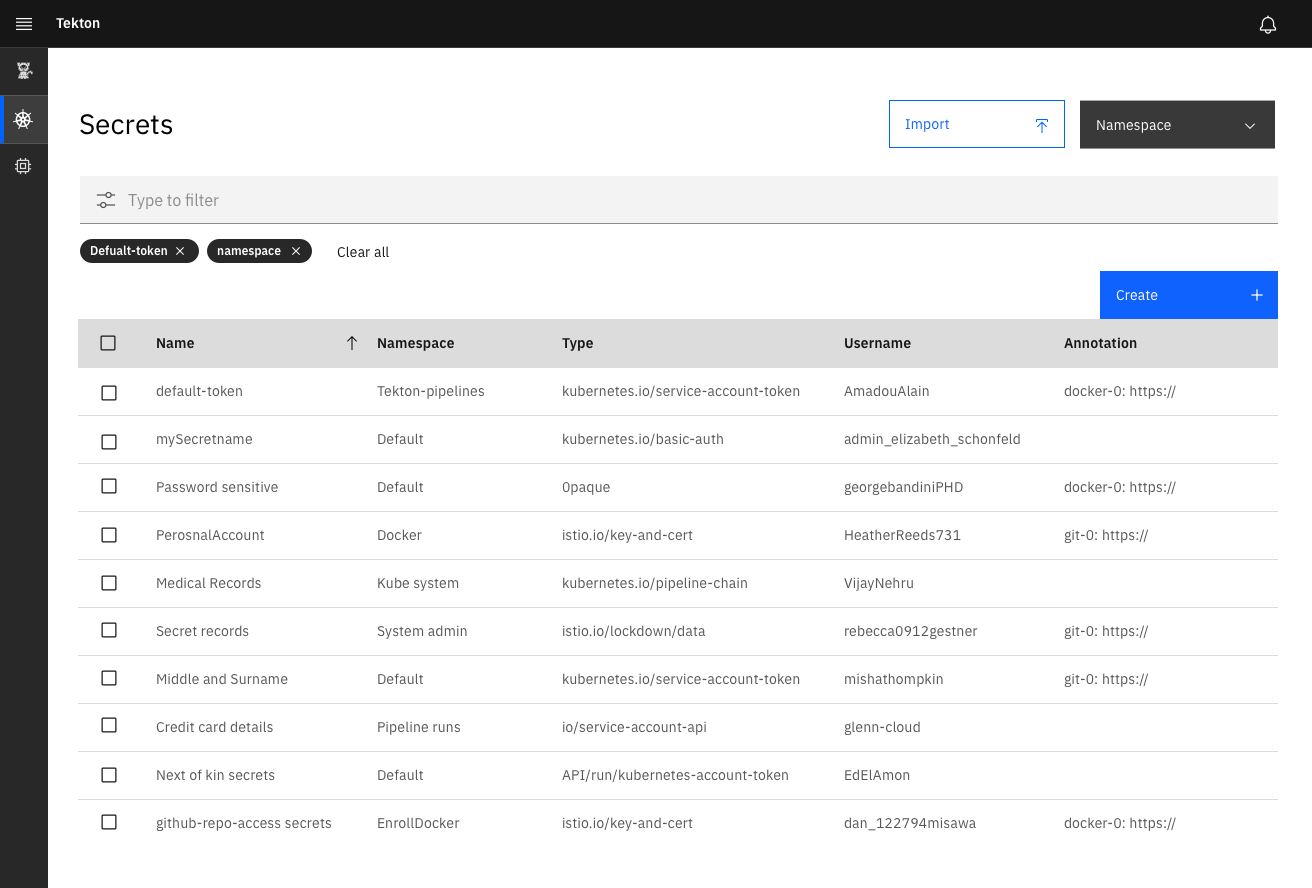 Tekton
Secrets
Import
Namespace
Type to filter
Defualt-token namespace Clear all
Create
Name Namespace Type Username Annotation
default-token Tekton-pipelines kubernetes.io/service-account-token AmadouAlain docker-0: https://
mySecretname Default kubernetes.io/basic-auth admin_elizabeth_schonfeld
Password sensitive Default 0paque georgebandiniPHD docker-0: https://
PerosnalAccount Docker istio.io/key-and-cert HeatherReeds731 git-0: https://
Medical Records Kube system kubernetes.io/pipeline-chain VijayNehru
Secret records System admin istio.io/lockdown/data rebecca0912gestner git-0: https://
Middle and Surname Default kubernetes.io/service-account-token mishathompkin git-0: https://
Credit card details Pipeline runs io/service-account-api glenn-cloud
Next of kin secrets Default API/run/kubernetes-account-token EdElAmon
github-repo-access secrets EnrollDocker istio.io/key-and-cert dan_122794misawa docker-0: https://